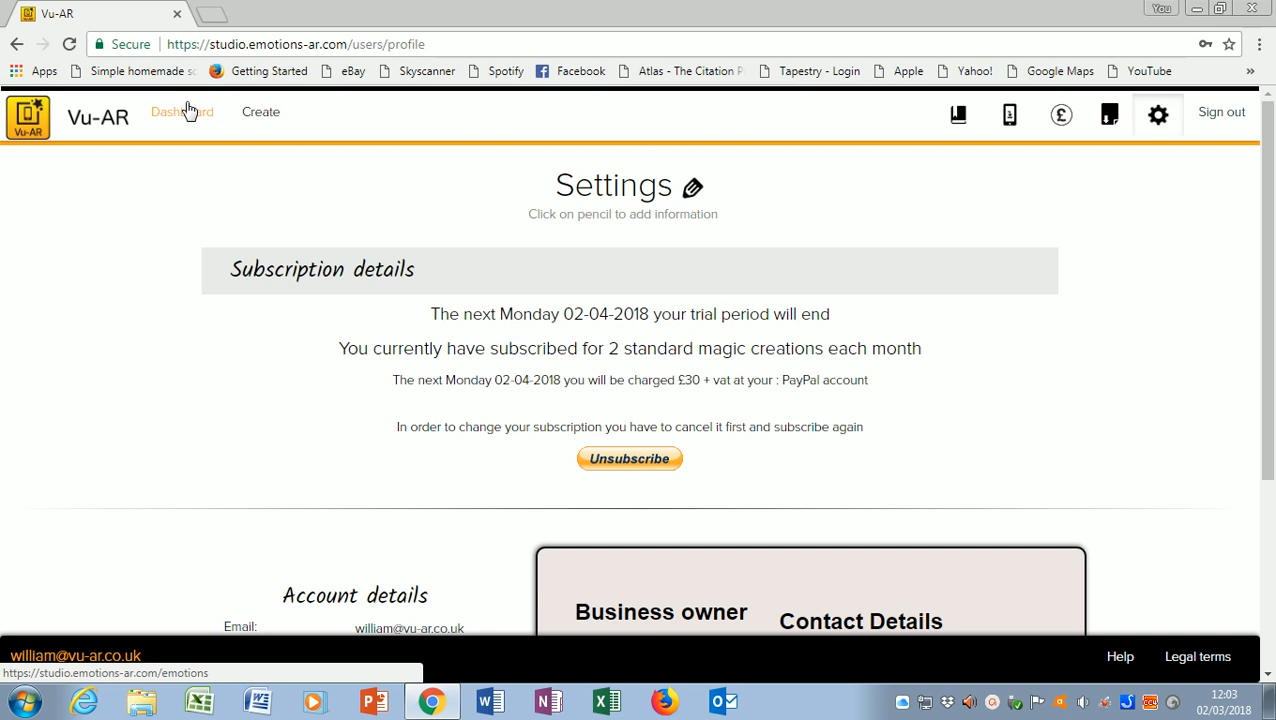 Vu-AR
You
Secure
https://studio.emotions-ar.com/users/profile
Apps
Simple homemade
Getting Started
eBay
Skyscanner
Spotify
Facebook
Atlas - The Citation
Tapestry - Login
Apple
Yahoo!
Google Maps
YouTube
»
Vu-AR
Vu-AR
Dashboard
Create
£
Sign out
Settings
Click on pencil to add information
Subscription details
The next Monday 02-04-2018 your trial period will end
You currently have subscribed for 2 standard magic creations each month
The next Monday 02-04-2018 you will be charged £30 + vat at your : PayPal account
In order to change your subscription you have to cancel it first and subscribe again
Unsubscribe
Account details
Email:
william@vu-ar.co.uk
Business owner
Contact Details
william@vu-ar.co.uk
Help
Legal terms
https://studio.emotions-ar.com/emotions
12:03
02/03/2018